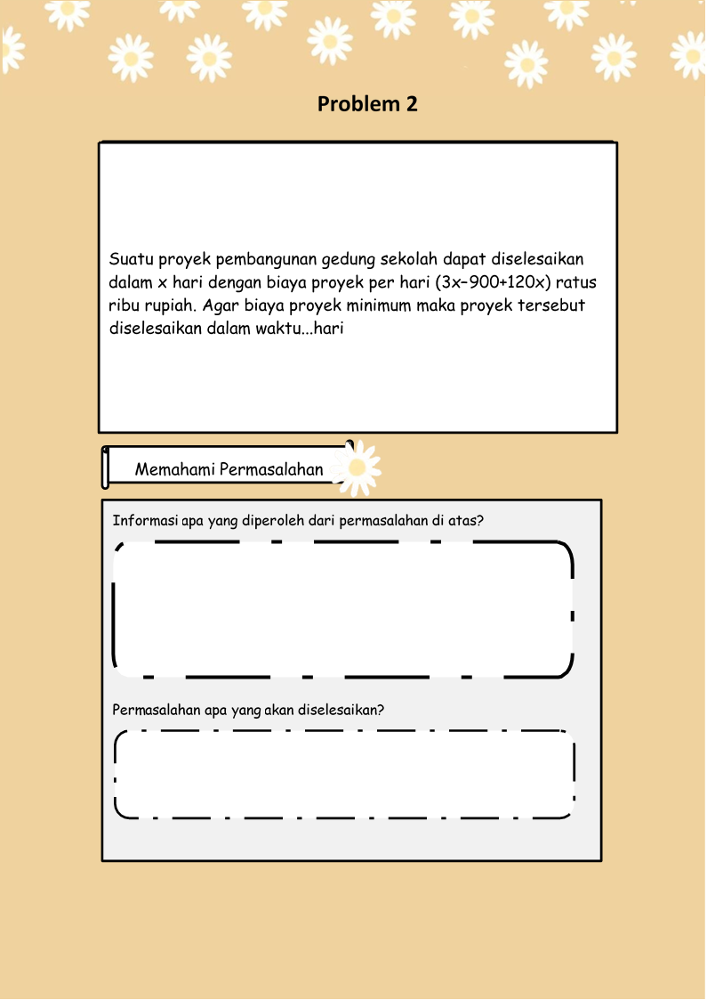 Problem 2
Suatu proyek pembangunan gedung sekolah dapat diselesaikan
dalam x hari dengan biaya proyek per hari (3x−900+120x) ratus
ribu rupiah. Agar biaya proyek minimum maka proyek tersebut
diselesaikan dalam waktu...hari
Memahami Permasalahan
Informasi apa yang diperoleh dari permasalahan di atas?
Permasalahan apa yang akan diselesaikan?